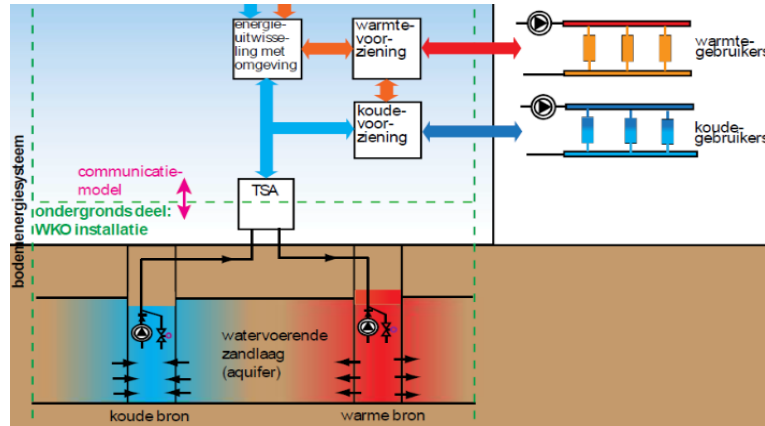 energie-
uitwisse-
ling met
omgeving
warmte-
voor-
ziening
warmte-
gebruikers
koude-
voor-
ziening
koude-
gebruikers
communicatie-
model
TSA
ondergronds deel:
WKO installatie
bodemenergiesysteem
watervoerende
zandlaag
(aquifer)
koude bron
warme bron